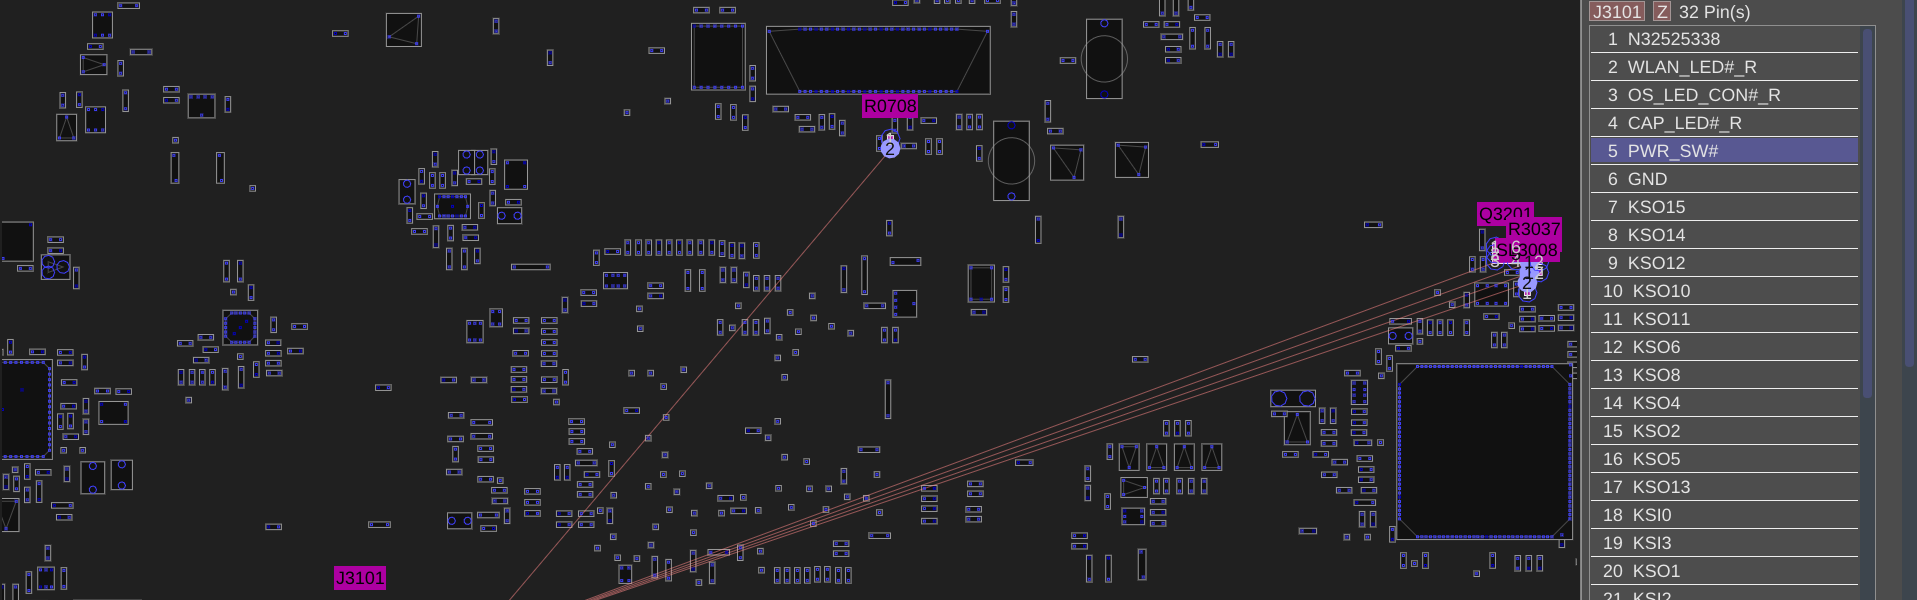 J3101 Z 32 Pin(s)
1 N32525338
2 WLAN_LED#_R
3 OS_LED_CON#_R
4 CAP_LED#_R
5 PWR_SW#
6 GND
7 KSO15
8 KSO14
9 KSO12
10 KSO10
11 KSO11
12 KSO6
13 KSO8
14 KSO4
15 KSO2
16 KSO5
17 KSO13
18 KSI0
19 KSI3
20 KSO1
21 KSI2
R0708
2
Q3201
R3037
6
2
2
J3101